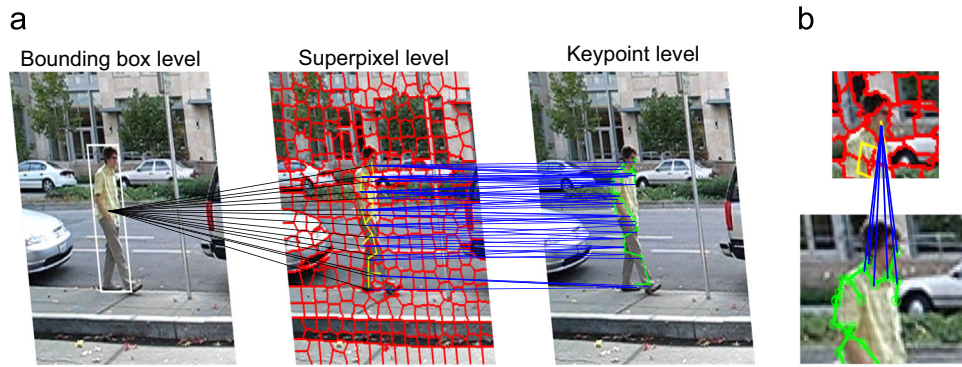 a
b
Bounding box level
Superpixel level
Keypoint level